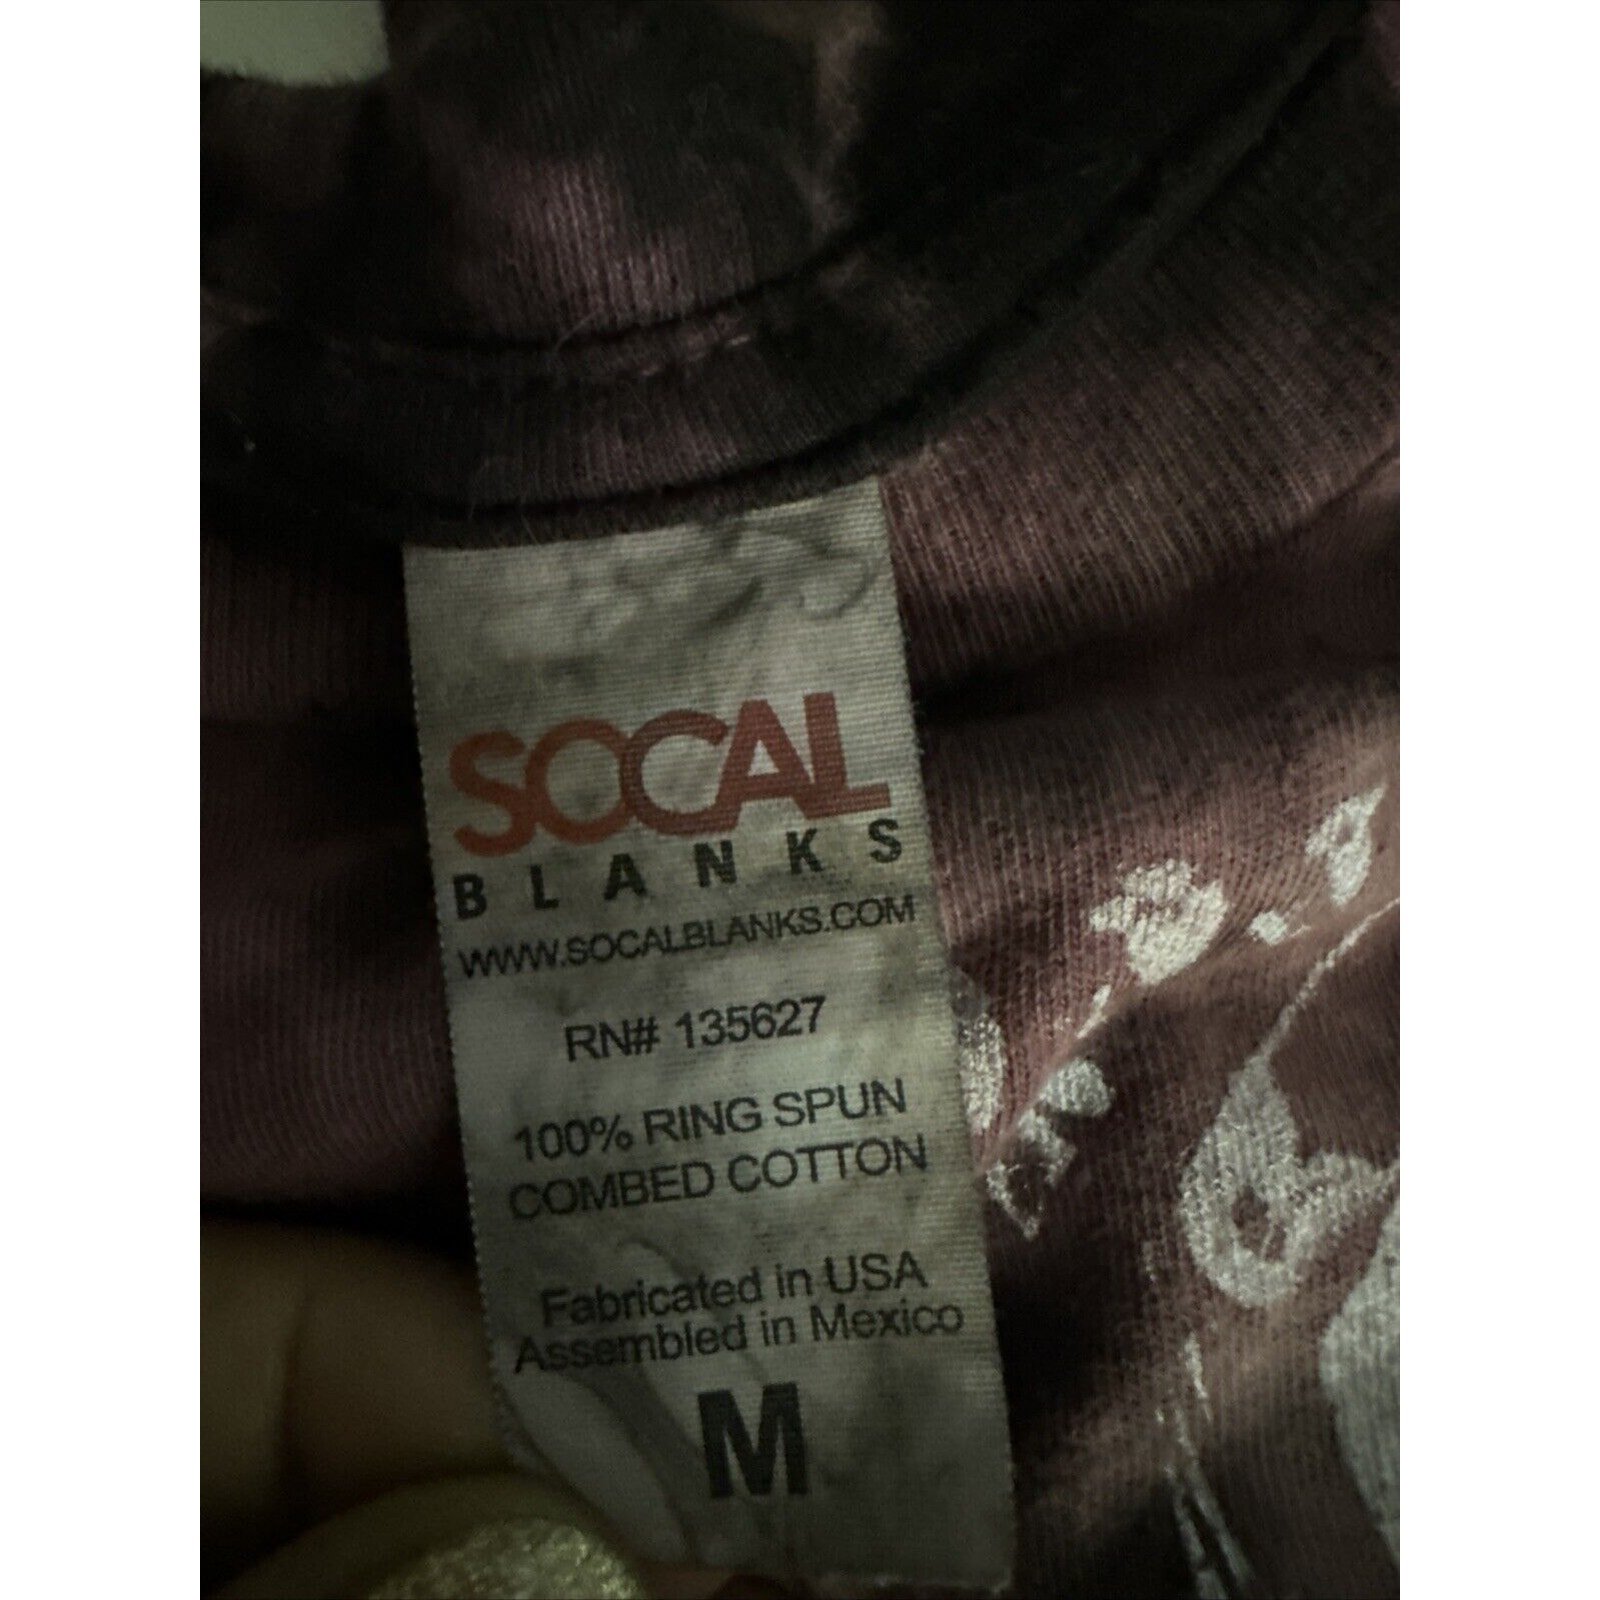 SOCAL
BLANKS
WWW.SOCALBLANKS.COM
RN# 135627
100% RING SPUN
COMBED COTTON
Fabricated in USA
Assembled in Mexico
M